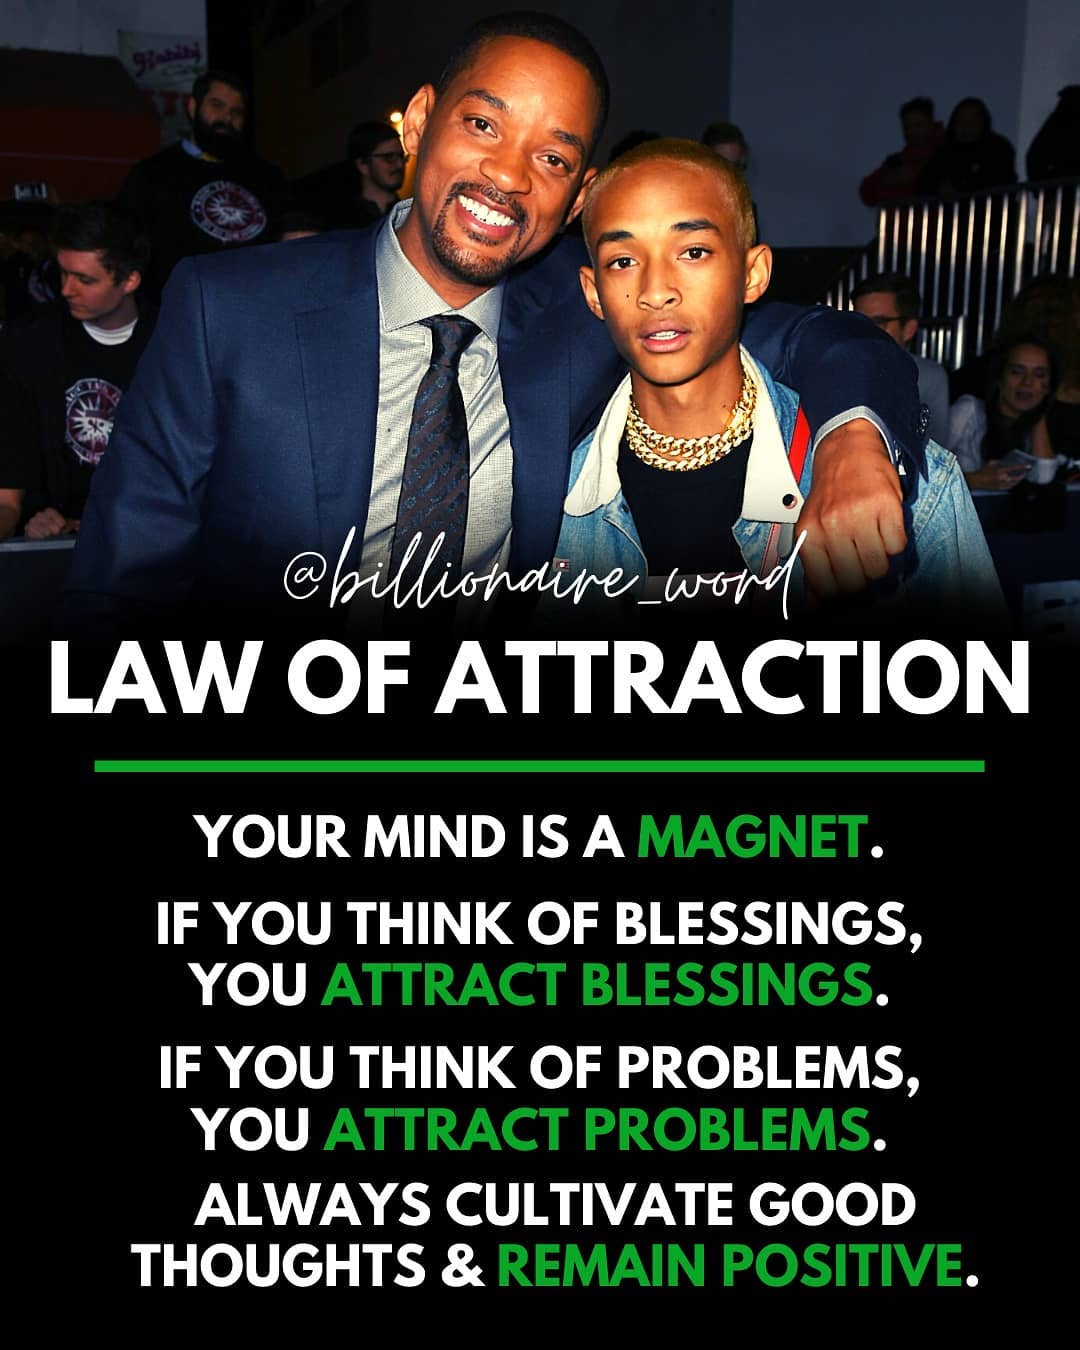 @billionaire_word
LAW OF ATTRACTION
YOUR MIND IS A MAGNET.
IF YOU THINK OF BLESSINGS,
YOU ATTRACT BLESSINGS.
IF YOU THINK OF PROBLEMS,
YOU ATTRACT PROBLEMS.
ALWAYS CULTIVATE GOOD
THOUGHTS & REMAIN POSITIVE.